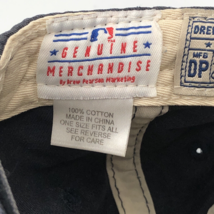 GENUINE
MERCHANDISE
by Drew Pearson Marketing
DREW
MFG
DP
100% COTTON
MADE IN CHINA
ONE SIZE FITS ALL
SEE REVERSE
FOR CARE